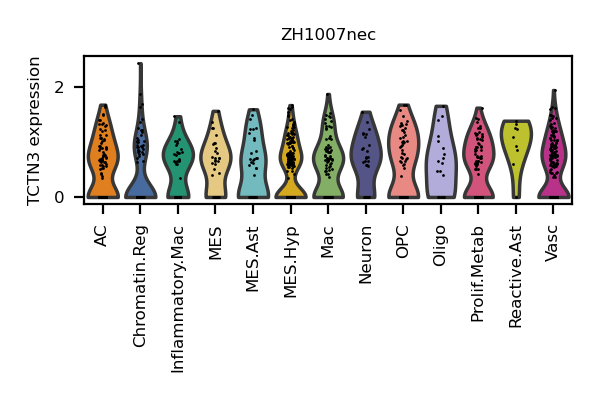 ZH1007nec
TCTN3 expression
2
0
AC
Chromatin.Reg
Inflammatory.Mac
MES
MES.Ast
MES.Hyp
Mac
Neuron
OPC
Oligo
Prolif.Metab
Reactive.Ast
Vasc